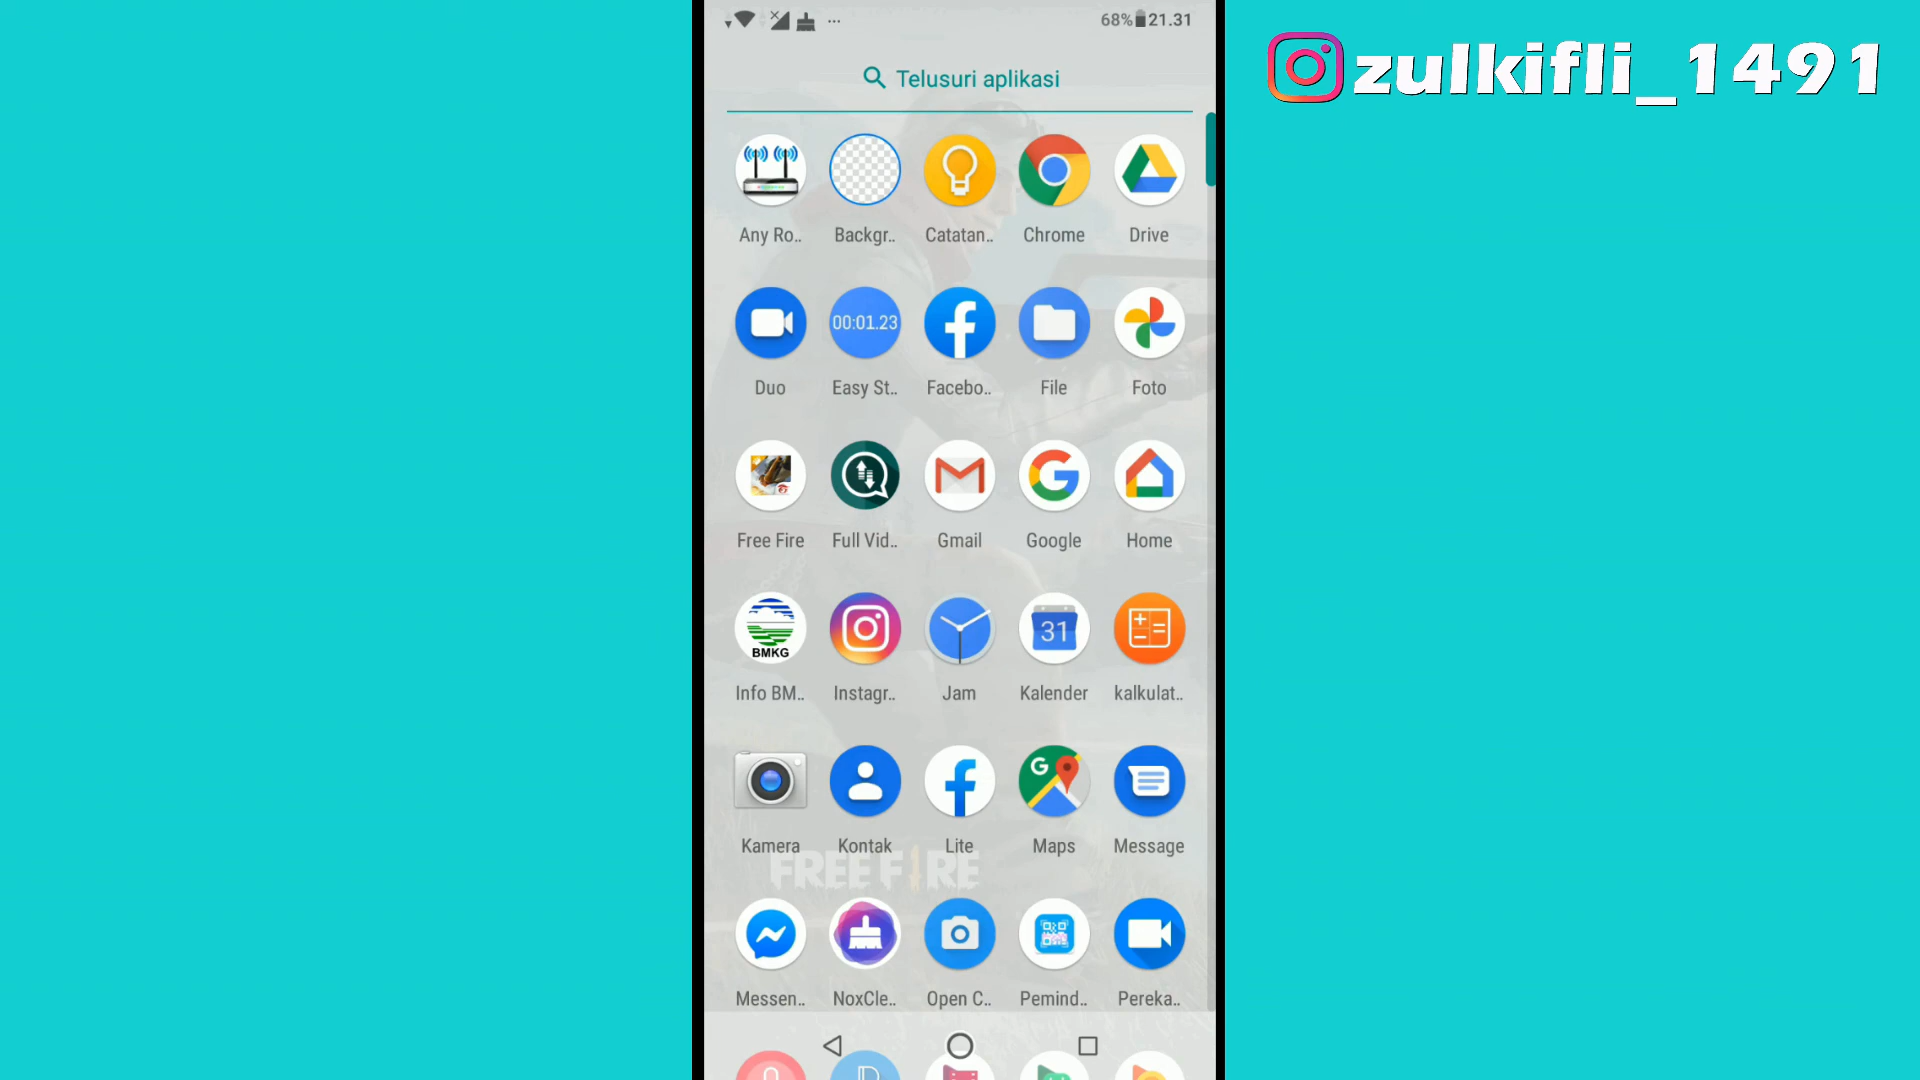 68% 21.31
zulkifli_1491
Telusuri aplikasi
Any Ro.. Backgr.. Catatan.. Chrome Drive
00:01.23
Duo Easy St.. Facebo.. File Foto
Free Fire Full Vid.. Gmail Google Home
BMKG 31
Info BM.. Instagr.. Jam Kalender kalkulat..
G
Kamera Kontak Lite Maps Message
FREE FIRE
Messen.. NoxCle.. Open C.. Pemind.. Pereka..